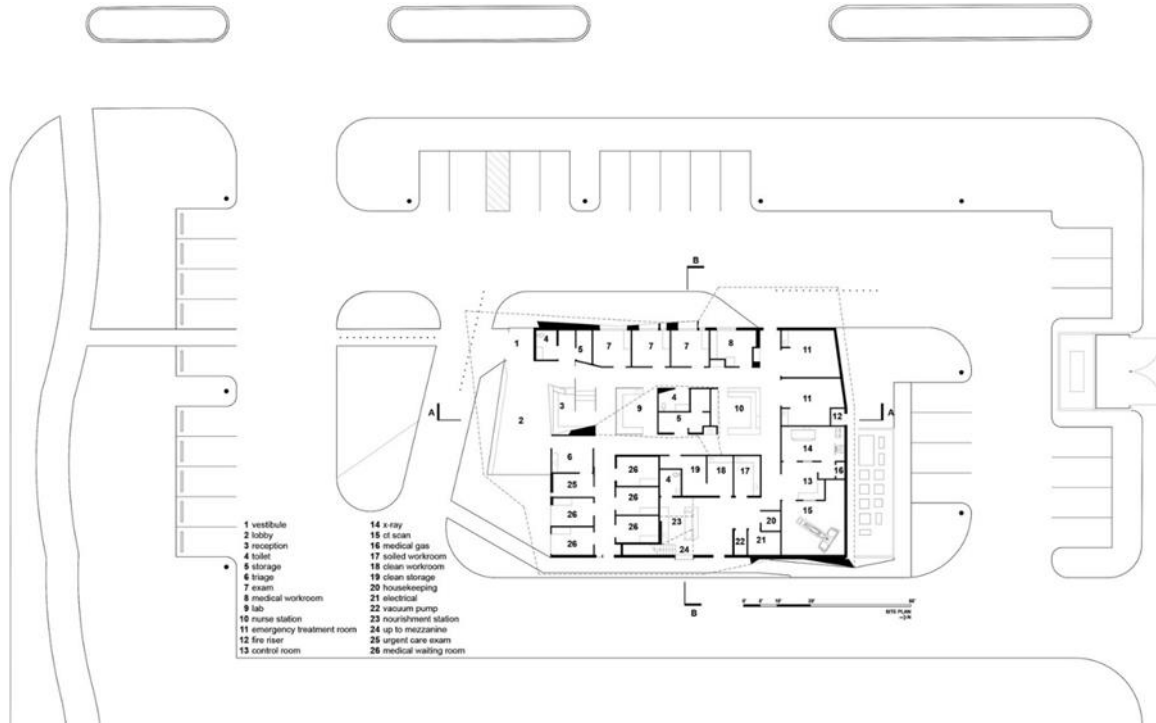 B
1
4
5
7
7
7
8
11
A
2
3
9
4
5
10
11
12
A
6
26
4
19
18
17
14
16
25
26
13
15
26
26
23
20
26
22
21
24
B
1 vestibule
2 lobby
3 reception
4 toilet
5 storage
6 triage
7 exam
8 medical workroom
9 lab
10 nurse station
11 emergency treatment room
12 fire riser
13 control room
14 x-ray
15 ct scan
16 medical gas
17 soiled workroom
18 clean workroom
19 clean storage
20 housekeeping
21 electrical
22 vacuum pump
23 nourishment station
24 up to mezzanine
25 urgent care exam
26 medical waiting room
SITE PLAN